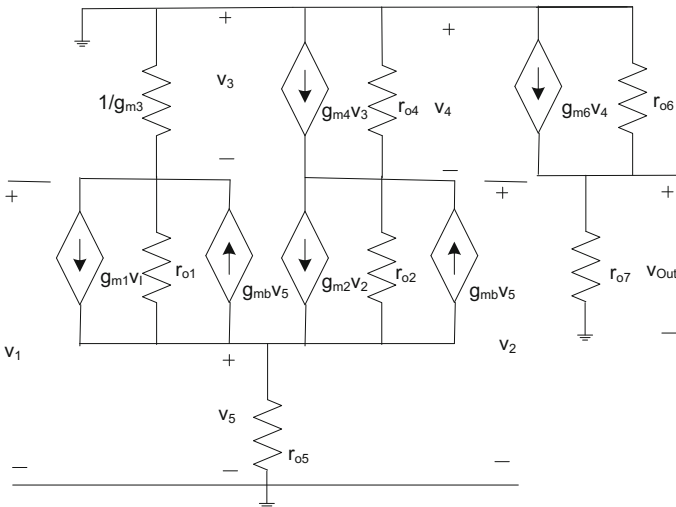 + +
1/gm3 v3 gm4v3 ro4 v4 gm6v4 ro6
− −
+ + +
gm1vI ro1 gmbv5 gm2v2 ro2 gmbv5 ro7 vOut
+ −
v1 v2
v5
ro5
− − −